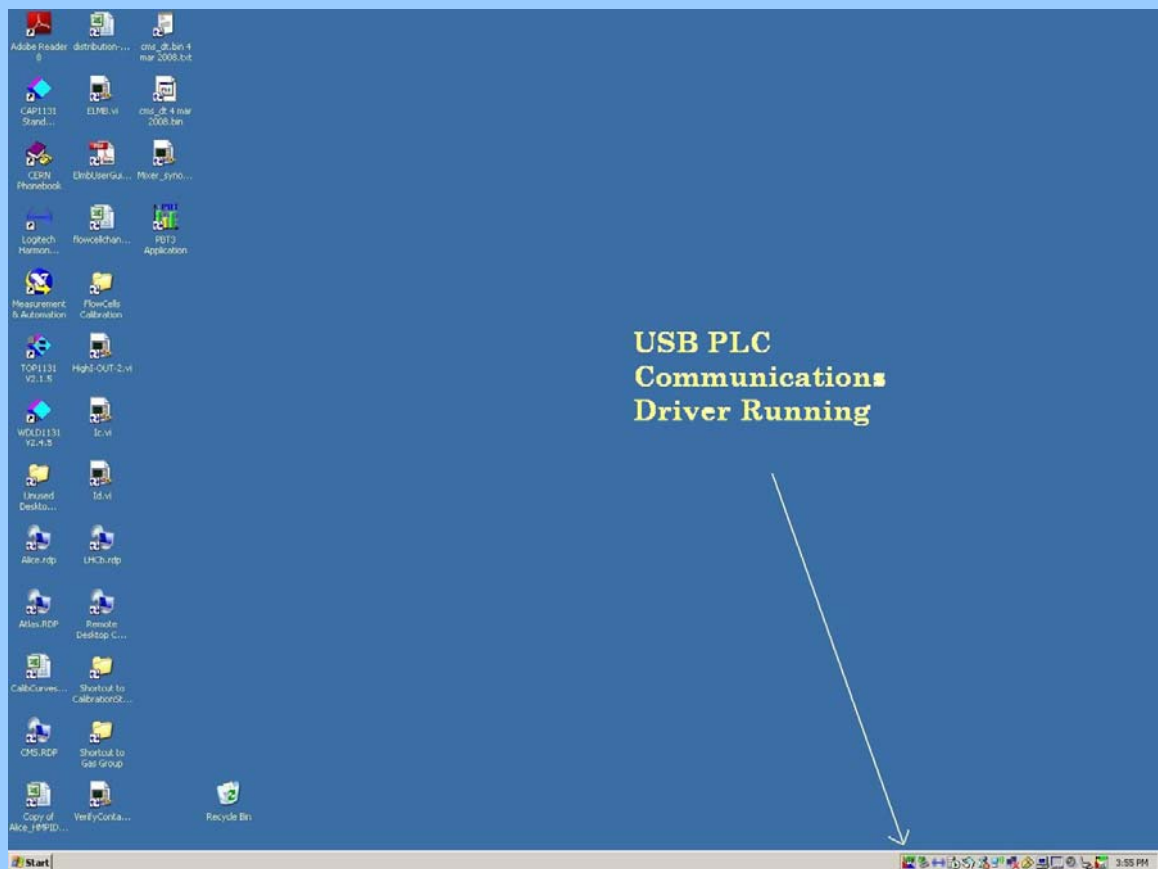 Adobe Reader
8
distribution-...
cms_dt.bin 4
mar 2008.txt
CAP1131
Stand...
ELMB.vi
cms_dt 4 mar
2008.bin
CERN
Phonebook
ElmbUserGui...
Mixer_syno...
Logitech
Harmon...
flowcellchan...
PBT3
Application
Measurement
& Automation
FlowCells
Calibration
TOP1131
V2.1.5
HighI-OUT-2.vi
WDLD1131
V2.4.5
Ic.vi
Unused
Deskto...
Id.vi
Alice.rdp
LHCb.rdp
Atlas.RDP
Remote
Desktop C...
CalibCurves...
Shortcut to
CalibrationSt...
CMS.RDP
Shortcut to
Gas Group
Copy of
Alice_HMPID...
VerifyConta...
Recycle Bin
USB PLC
Communications
Driver Running
Start
3:55 PM